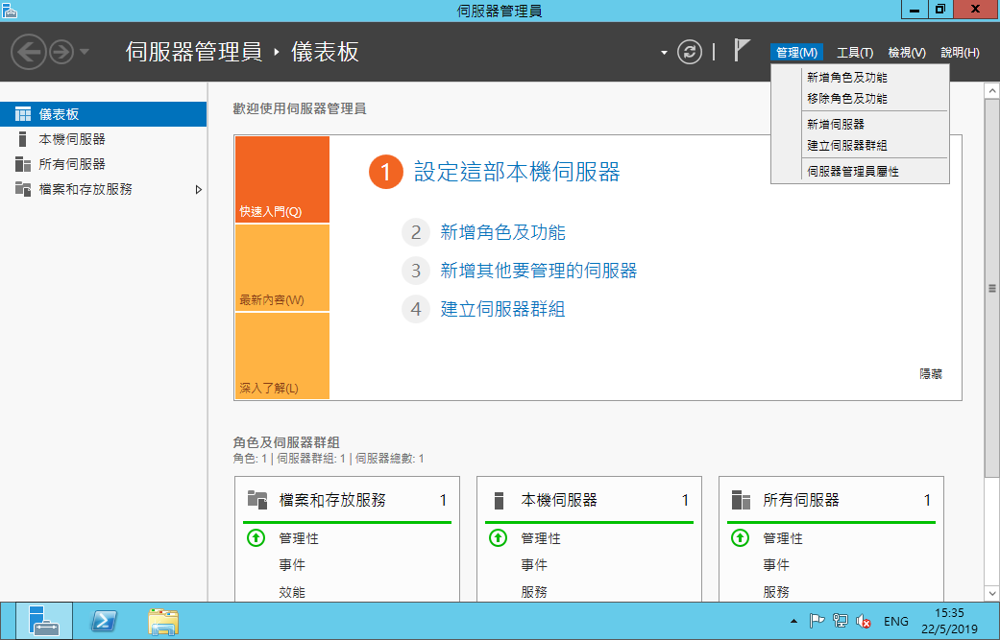 伺服器管理員
伺服器管理員 ‣ 儀表板
管理(M) 工具(T) 檢視(V) 說明(H)
新增角色及功能
移除角色及功能
新增伺服器
建立伺服器群組
伺服器管理員屬性
儀表板
本機伺服器
所有伺服器
檔案和存放服務
歡迎使用伺服器管理員
快速入門(Q)
最新內容(W)
深入了解(L)
1 設定這部本機伺服器
2 新增角色及功能
3 新增其他要管理的伺服器
4 建立伺服器群組
隱藏
角色及伺服器群組
角色: 1 | 伺服器群組: 1 | 伺服器總數: 1
檔案和存放服務 1
管理性
事件
效能
本機伺服器 1
管理性
事件
服務
所有伺服器 1
管理性
事件
服務
ENG
15:35
22/5/2019